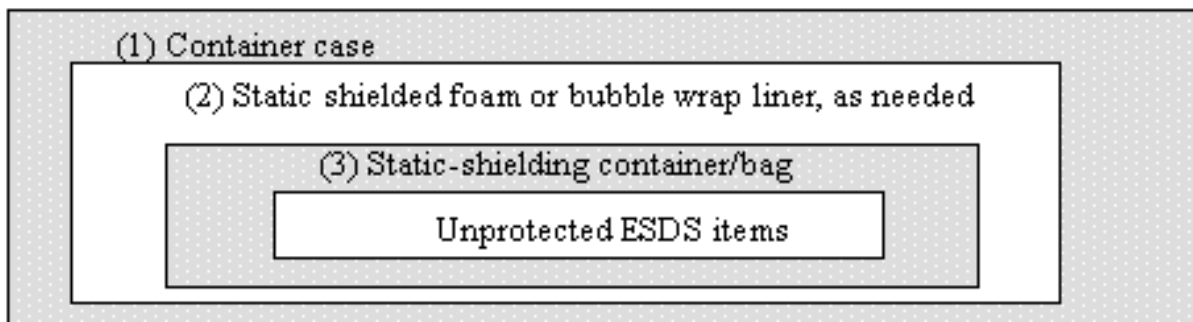 (1) Container case
(2) Static shielded foam or bubble wrap liner, as needed
(3) Static-shielding container/bag
Unprotected ESDS items